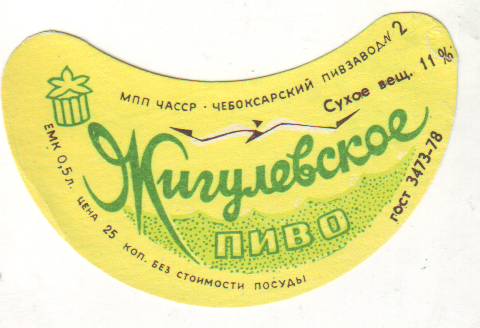 МПП ЧАССР · ЧЕБОКСАРСКИЙ ПИВЗАВОД N 2
Сухое вещ. 11 %
Жигулевское
ПИВО
ЕМК 0,5 л. ЦЕНА 25 КОП. БЕЗ СТОИМОСТИ ПОСУДЫ
ГОСТ 3473-78